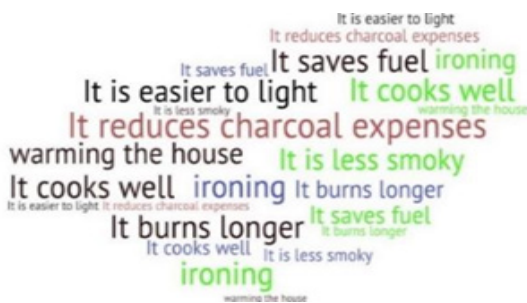 It is easier to light
It reduces charcoal expenses
It saves fuel ironing
It saves fuel
It is easier to light It cooks well
It is less smoky warming the house
It reduces charcoal expenses
warming the house It is less smoky
It cooks well ironing It burns longer
It is easier to light It reduces charcoal expenses
It saves fuel
It burns longer It burns longer
It cooks well It is less smoky
ironing
warming the house